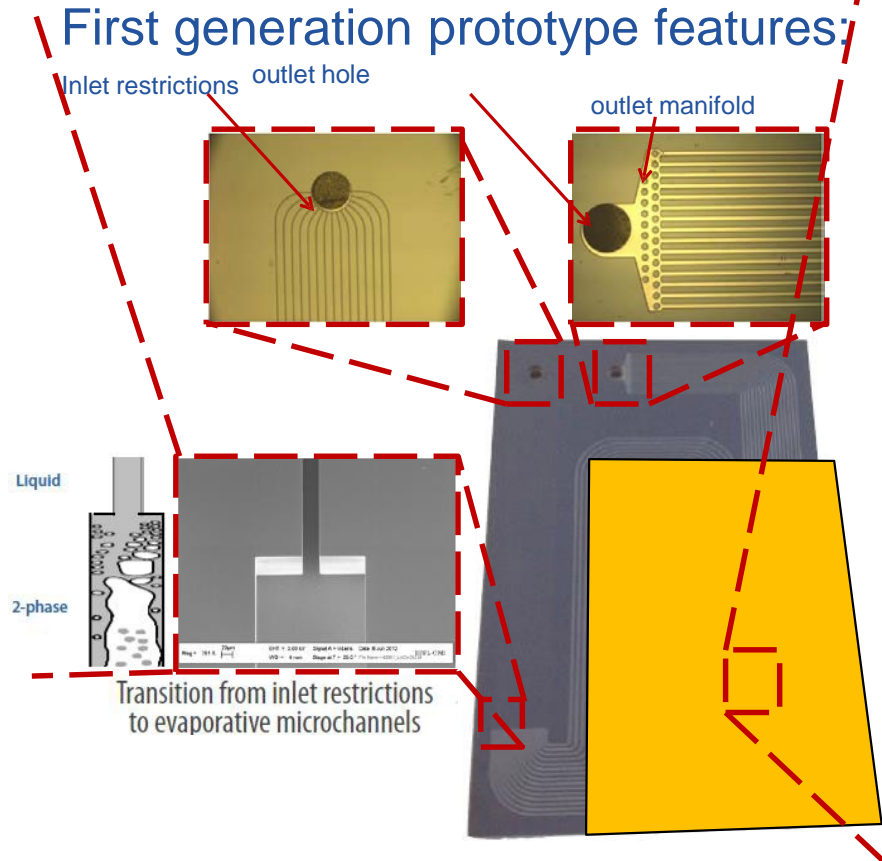 First generation prototype features:
Inlet restrictions
outlet hole
outlet manifold
Liquid
2-phase
Transition from inlet restrictions
to evaporative microchannels